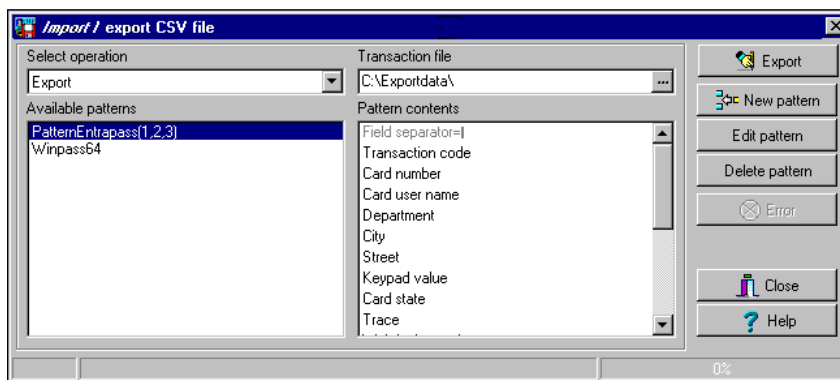 Import / export CSV file
Select operation
Transaction file
Export
C:\Exportdata\
...
Export
New pattern
Edit pattern
Delete pattern
Error
Close
Help
Available patterns
Pattern contents
PatternEntrapass(1,2,3)
Winpass64
Field separator=|
Transaction code
Card number
Card user name
Department
City
Street
Keypad value
Card state
Trace
0%